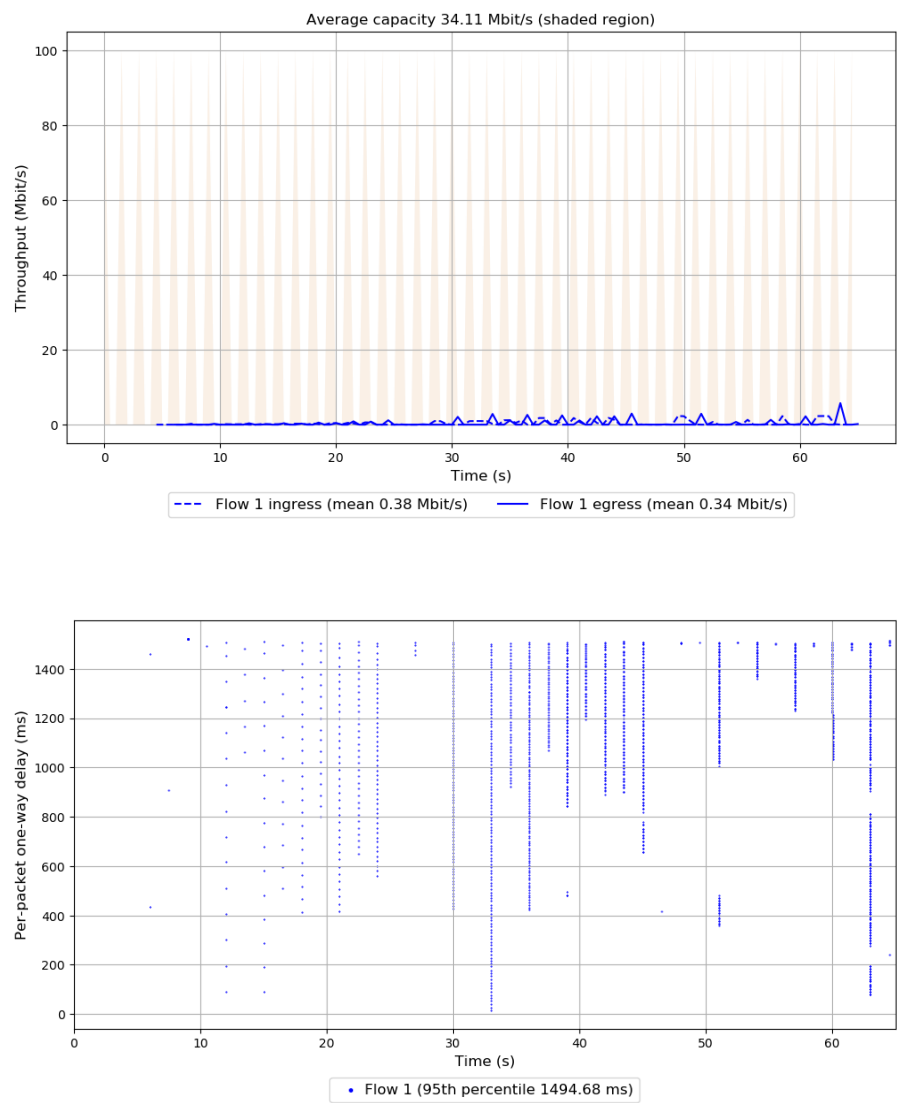 Average capacity 34.11 Mbit/s (shaded region)
100
80
60
40
20
0
Throughput (Mbit/s)
0 10 20 30 40 50 60
Time (s)
Flow 1 ingress (mean 0.38 Mbit/s) Flow 1 egress (mean 0.34 Mbit/s)
1400
1200
1000
800
600
400
200
0
Per-packet one-way delay (ms)
0 10 20 30 40 50 60
Time (s)
Flow 1 (95th percentile 1494.68 ms)